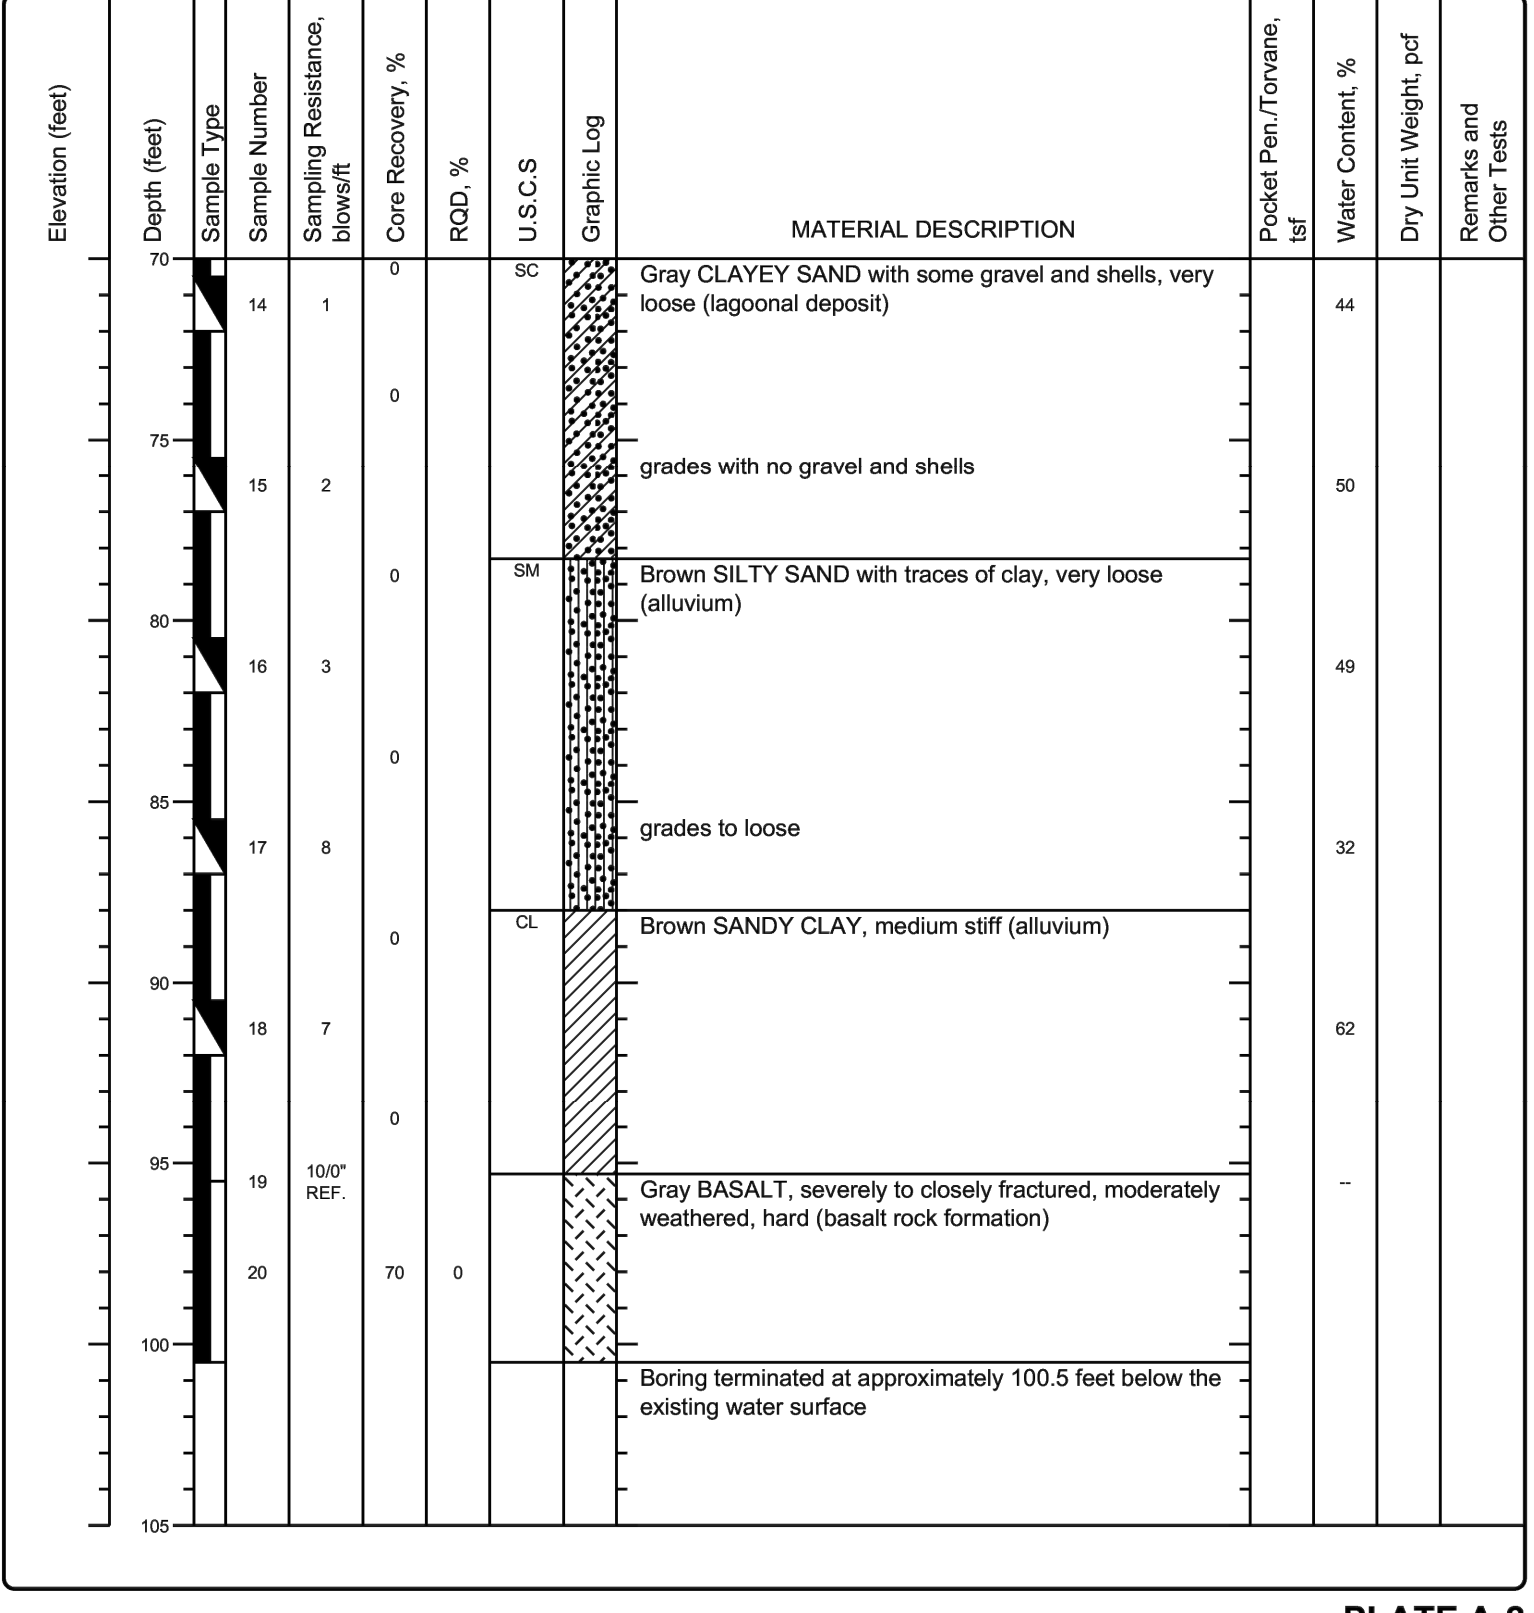 Elevation (feet)
Depth (feet)
Sample Type
Sample Number
Sampling Resistance,
blows/ft
Core Recovery, %
RQD, %
U.S.C.S
Graphic Log
MATERIAL DESCRIPTION
Pocket Pen./Torvane,
tsf
Water Content, %
Dry Unit Weight, pcf
Remarks and
Other Tests
70
0
SC
Gray CLAYEY SAND with some gravel and shells, very
loose (lagoonal deposit)
14
1
44
0
75
grades with no gravel and shells
15
2
50
0
SM
Brown SILTY SAND with traces of clay, very loose
(alluvium)
80
16
3
49
0
85
grades to loose
17
8
32
CL
Brown SANDY CLAY, medium stiff (alluvium)
0
90
18
7
62
0
95
19
10/0"
REF.
--
Gray BASALT, severely to closely fractured, moderately
weathered, hard (basalt rock formation)
20
70
0
100
Boring terminated at approximately 100.5 feet below the
existing water surface
105